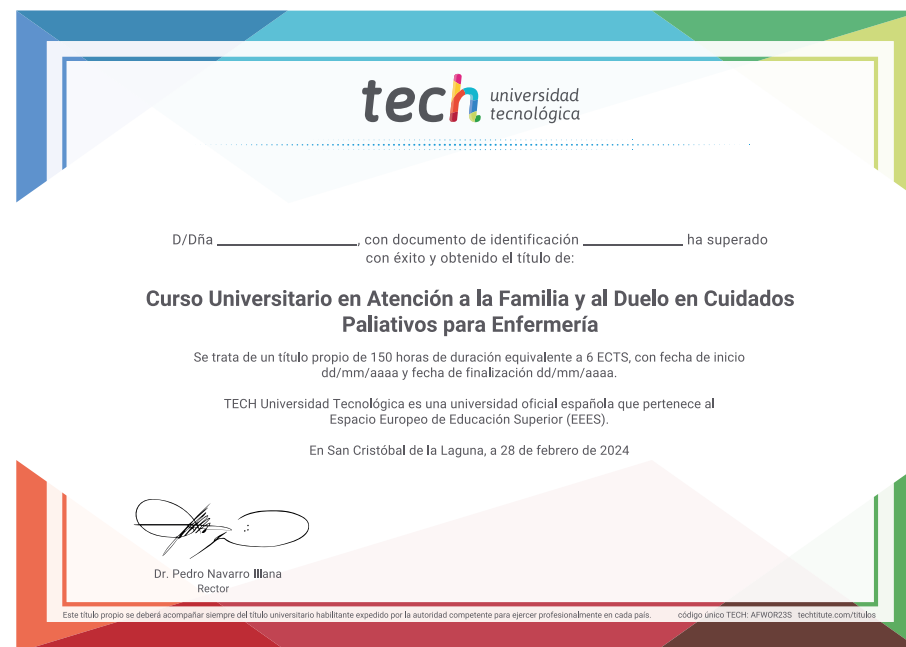 tech universidad
tecnológica
D/Dña ____________, con documento de identificación ____________ ha superado
con éxito y obtenido el título de:
Curso Universitario en Atención a la Familia y al Duelo en Cuidados
Paliativos para Enfermería
Se trata de un título propio de 150 horas de duración equivalente a 6 ECTS, con fecha de inicio
dd/mm/aaaa y fecha de finalización dd/mm/aaaa.
TECH Universidad Tecnológica es una universidad oficial española que pertenece al
Espacio Europeo de Educación Superior (EEES).
En San Cristóbal de la Laguna, a 28 de febrero de 2024
Dr. Pedro Navarro Illana
Rector
Este título propio se deberá acompañar siempre del título universitario habilitante expedido por la autoridad competente para ejercer profesionalmente en cada país. código único TECH: AFWOR23S techtitute.com/titulos